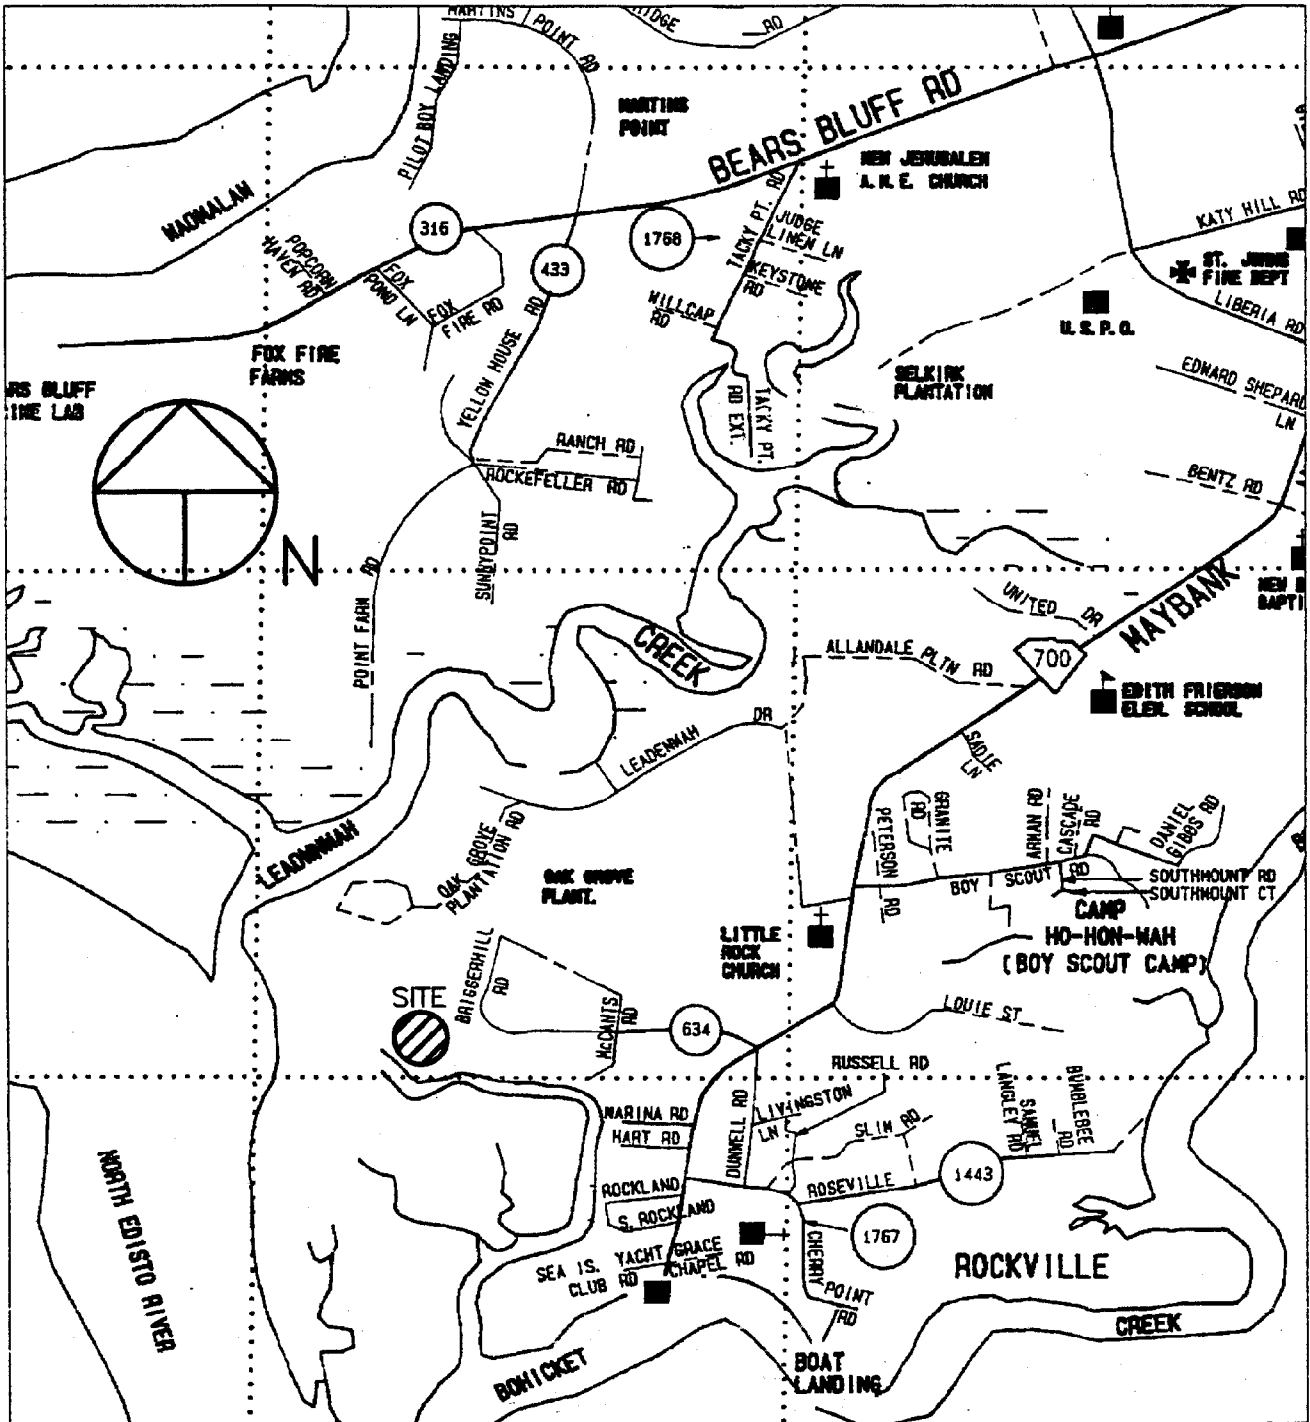 MARTINS POINT RD
RIDGE RD
PILOT BOY LANDING
MARTINS
POINT
BEARS BLUFF RD
NEW JERUSALEM
A.M.E. CHURCH
WADMALAW
316
1768
TACKY PT. RD
JUDGE
LINEN LN
KATY HILL RD
POPCORN
HAVEN RD
FOX
POND LN
433
KEYSTONE
RD
ST. JOHNS
FIRE DEPT
FOX
FIRE RD
MILLCAP
RD
LIBERIA RD
U.S.P.O.
FOX FIRE
FARMS
YELLOW HOUSE RD
SELKIRK
PLANTATION
EDWARD SHEPARD
LN
RS BLUFF
INE LAB
TACKY PT.
RD EXT.
RANCH RD
ROCKEFELLER RD
BENTZ RD
N
SUNNYPOINT
RD
POINT FARM RD
UNITED DR
MAYBANK
NEW
BAPTI
CREEK
ALLANDALE PLTN RD
700
EDITH FRIERSON
ELEM. SCHOOL
LEADENWAH DR
SADIE
LN
LEADENWAH
OAK GROVE
PLANTATION RD
OAK GROVE
PLANT.
PETERSON
RD
GRANITE
RD
ARMAN RD
CASCADE
RD
DANIEL
GIBBS RD
BOY SCOUT RD
SOUTHMOUNT RD
SOUTHMOUNT CT
CAMP
HO-HON-WAH
(BOY SCOUT CAMP)
LITTLE
ROCK
CHURCH
BRIGGERHILL
RD
SITE
McCANTS
RD
634
LOUIE ST
RUSSELL RD
MARINA RD
HART RD
DUNMELL RD
LIVINGSTON
LN
SLIM RD
LANGLEY RD
SAMUEL
BUMBLEBEE
RD
ROCKLAND
S. ROCKLAND
ROSEVILLE
1443
NORTH EDISTO RIVER
SEA IS. YACHT
CLUB RD
GRACE
CHAPEL RD
CHERRY
POINT
RD
1767
ROCKVILLE
CREEK
BOHICKET
BOAT
LANDING